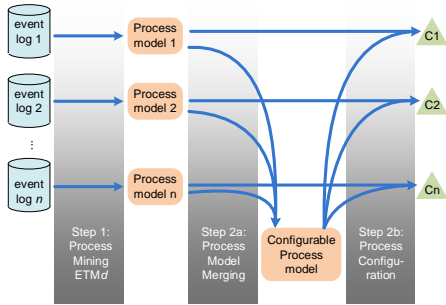 event
log 1
Process
model 1
C1
event
log 2
Process
model 2
C2
...
event
log n
Process
model n
Cn
Step 1:
Process
Mining
ETMd
Step 2a:
Process
Model
Merging
Configurable
Process
model
Step 2b:
Process
Configu-
ration